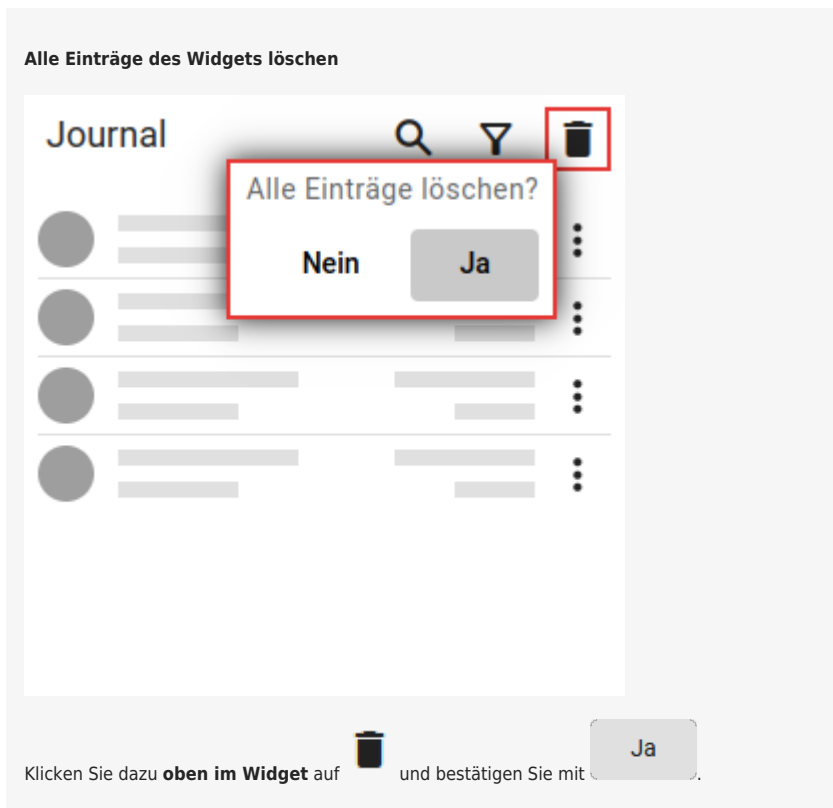 Alle Einträge des Widgets löschen
Journal
Alle Einträge löschen?
Nein Ja
Klicken Sie dazu oben im Widget auf und bestätigen Sie mit Ja.